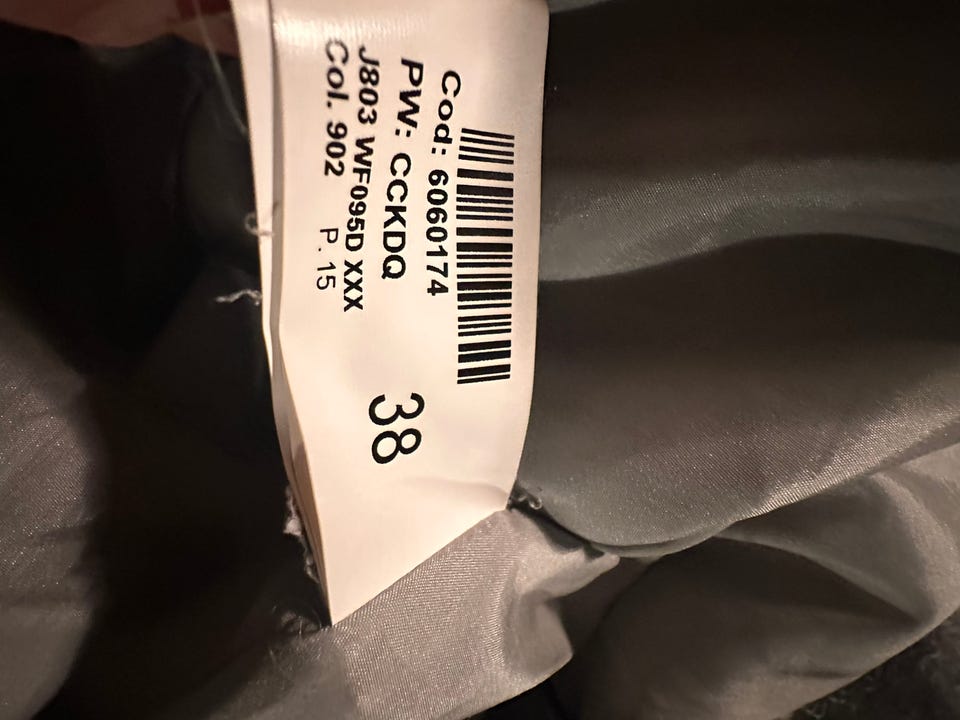 Cod: 6060174
PW: CCKDQ
J803 WF095D XXX
Col. 902 P. 15
38